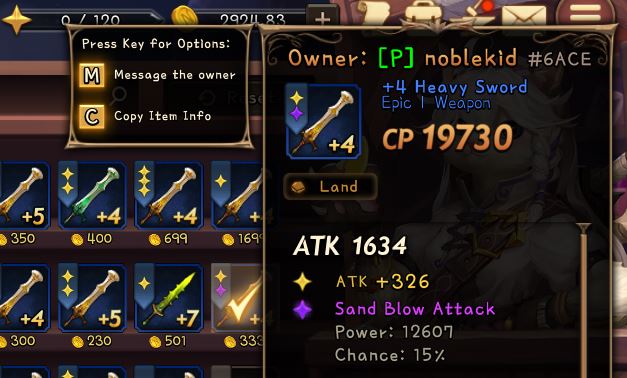 0 / 120
2924.83
+
Press Key for Options:
M
Message the owner
C
Copy Item Info
Owner: [P] noblekid #6ACE
+4 Heavy Sword
Epic | Weapon
+4
CP 19730
Land
ATK 1634
ATK +326
Sand Blow Attack
Power: 12607
Chance: 15%
+5
+4
+4
350
400
699
+4
+5
+7
300
230
501